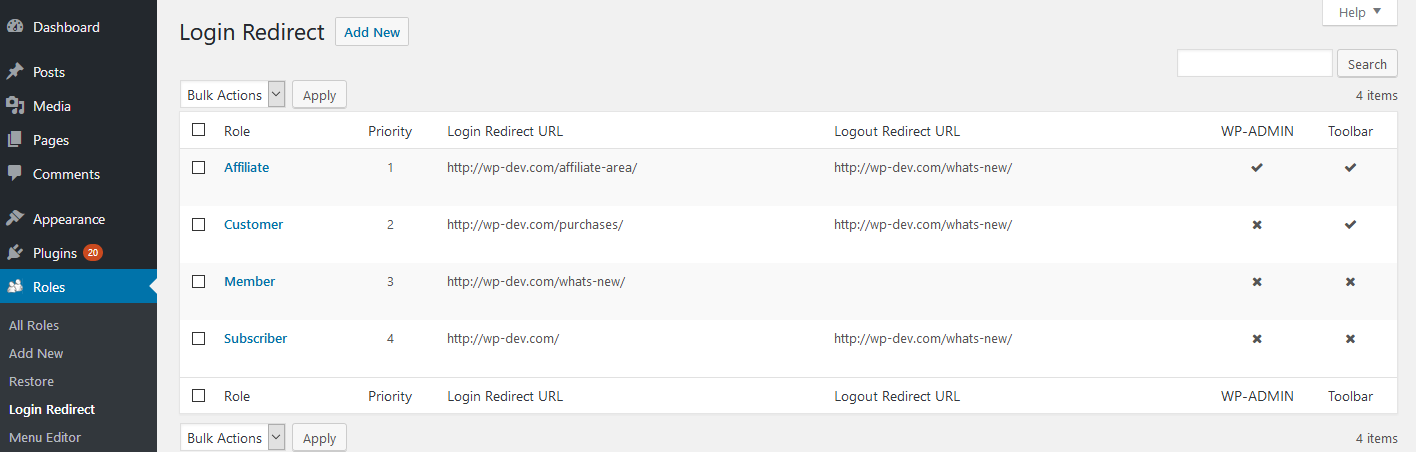 Dashboard
Posts
Media
Pages
Comments
Appearance
Plugins 20
Roles
All Roles
Add New
Restore
Login Redirect
Menu Editor
Help
Login Redirect Add New
Search
Bulk Actions Apply 4 items
Role Priority Login Redirect URL Logout Redirect URL WP-ADMIN Toolbar
Affiliate 1 http://wp-dev.com/affiliate-area/ http://wp-dev.com/whats-new/
Customer 2 http://wp-dev.com/purchases/ http://wp-dev.com/whats-new/
Member 3 http://wp-dev.com/whats-new/
Subscriber 4 http://wp-dev.com/ http://wp-dev.com/whats-new/
Role Priority Login Redirect URL Logout Redirect URL WP-ADMIN Toolbar
Bulk Actions Apply 4 items